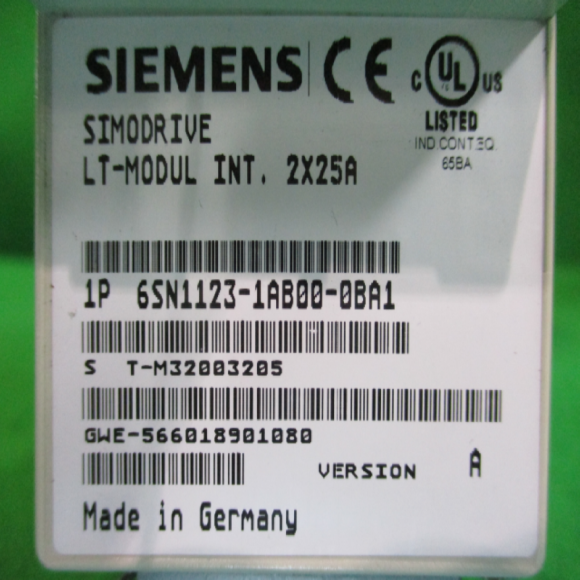 SIEMENS CE
C UL US
LISTED
IND.CONT.EQ.
65BA
SIMODRIVE
LT-MODUL INT. 2X25A
1P 6SN1123-1AB00-0BA1
S T-M32003205
GWE-566018901080
VERSION A
Made in Germany